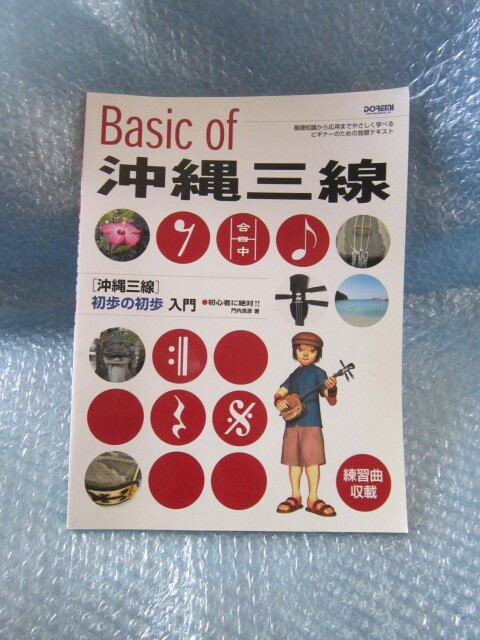 DOREMI
Basic of
基礎知識から応用までやさしく学べる
ビギナーのための独習テキスト
沖縄三線
合
四
中
[沖縄三線]
初歩の初歩 入門 ●初心者に絶対!!
門内良彦 著
練習曲
収載